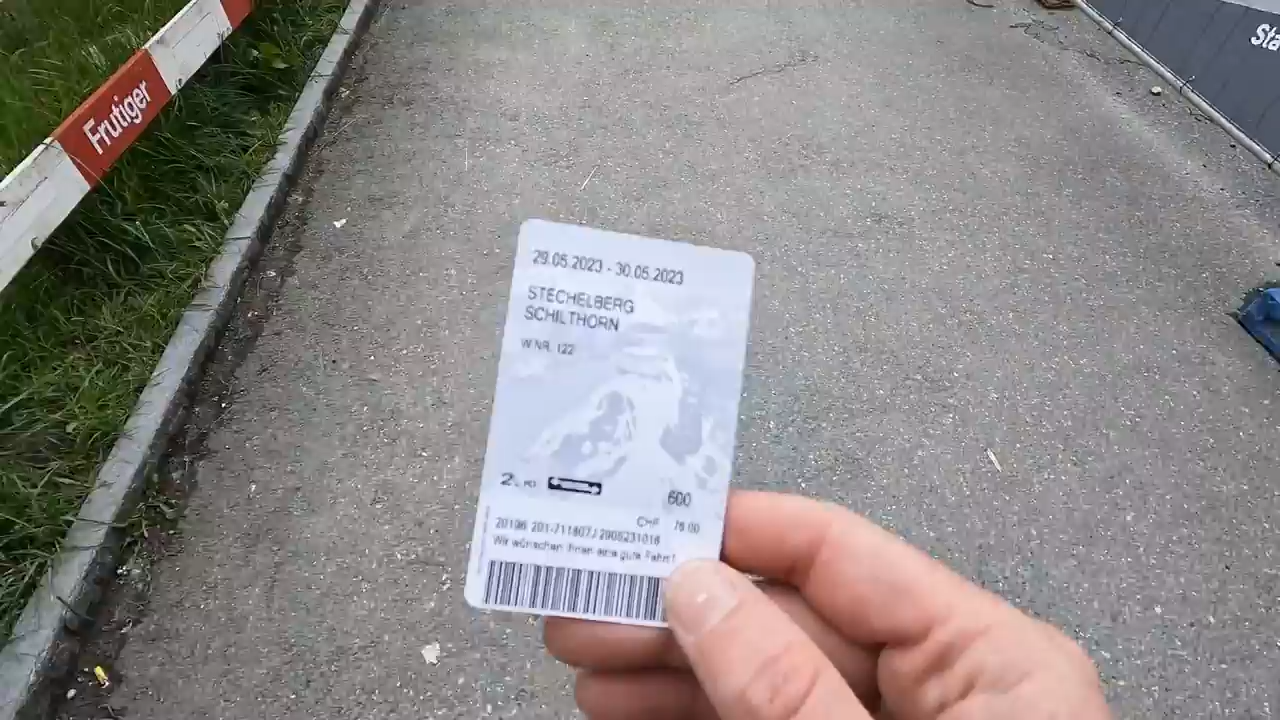 Frutiger
Sta
29.05.2023 - 30.05.2023
STECHELBERG
SCHILTHORN
W NR. 122
600
CHF 76.00
Wir wünschen Ihnen eine gute Fahrt!